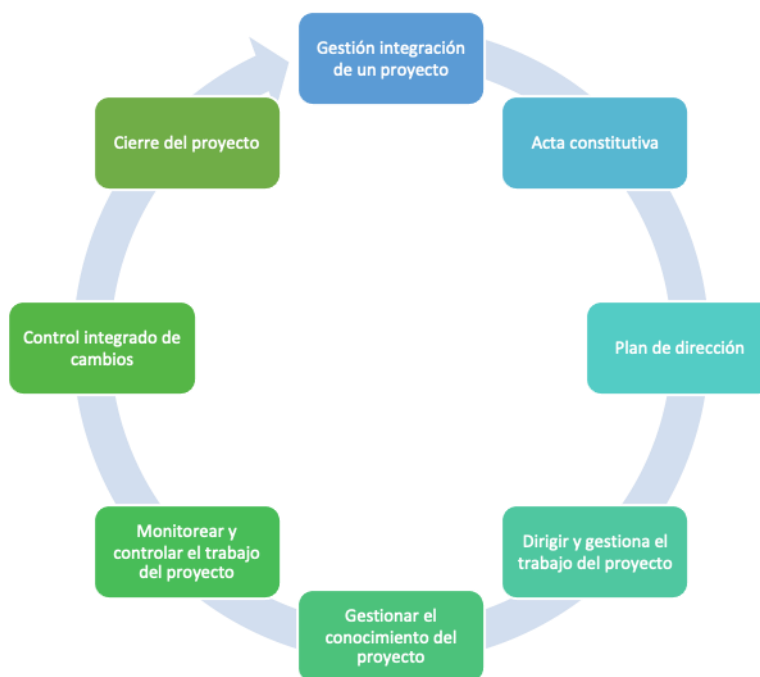 Gestión integración
de un proyecto
Acta constitutiva
Plan de dirección
Dirigir y gestiona el
trabajo del proyecto
Gestionar el
conocimiento del
proyecto
Monitorear y
controlar el trabajo
del proyecto
Control integrado de
cambios
Cierre del proyecto